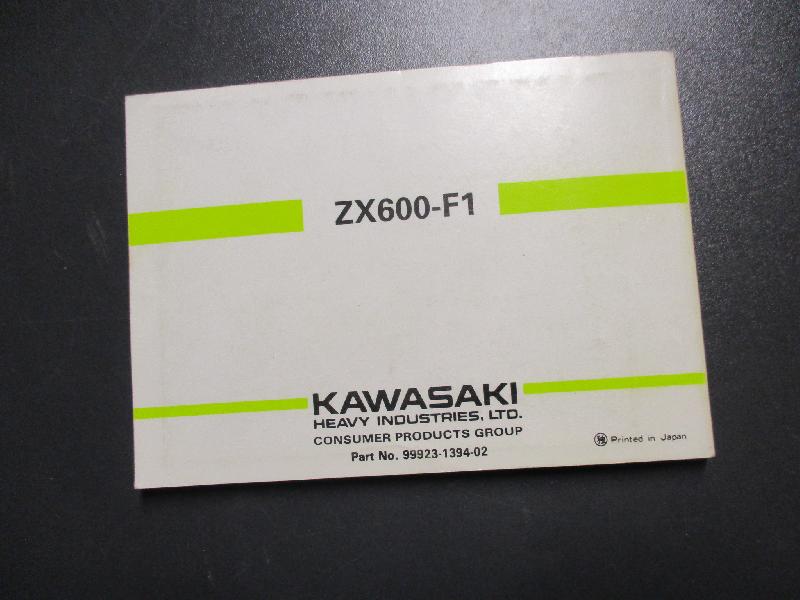 ZX600-F1
KAWASAKI
HEAVY INDUSTRIES, LTD.
CONSUMER PRODUCTS GROUP
Part No. 99923-1394-02
Printed in Japan